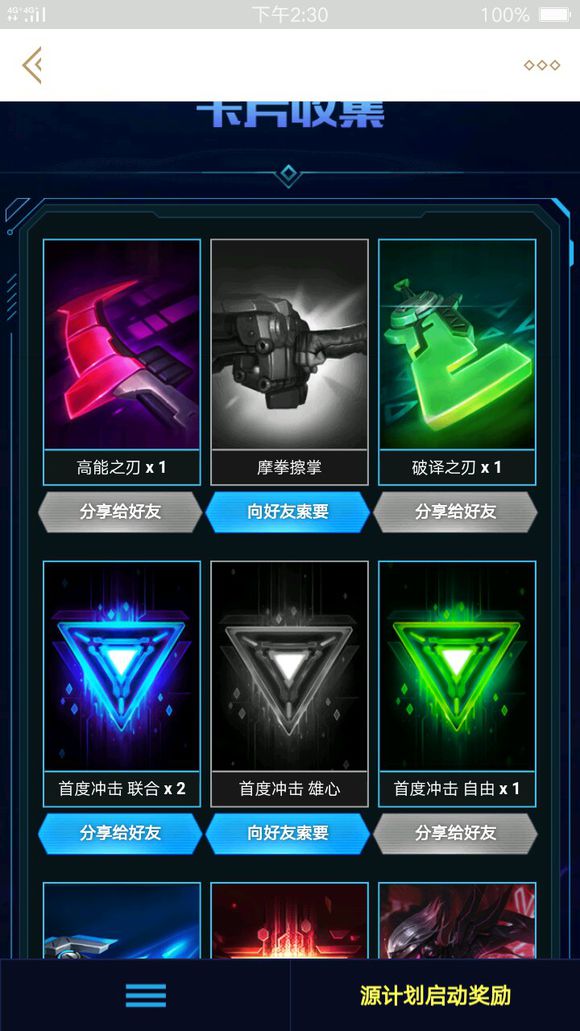 4G+ 4G 下午2:30 100%
卡片收集
高能之刃 x 1
摩拳擦掌
破译之刃 x 1
分享给好友
向好友索要
分享给好友
首度冲击 联合 x 2
首度冲击 雄心
首度冲击 自由 x 1
分享给好友
向好友索要
分享给好友
源计划启动奖励